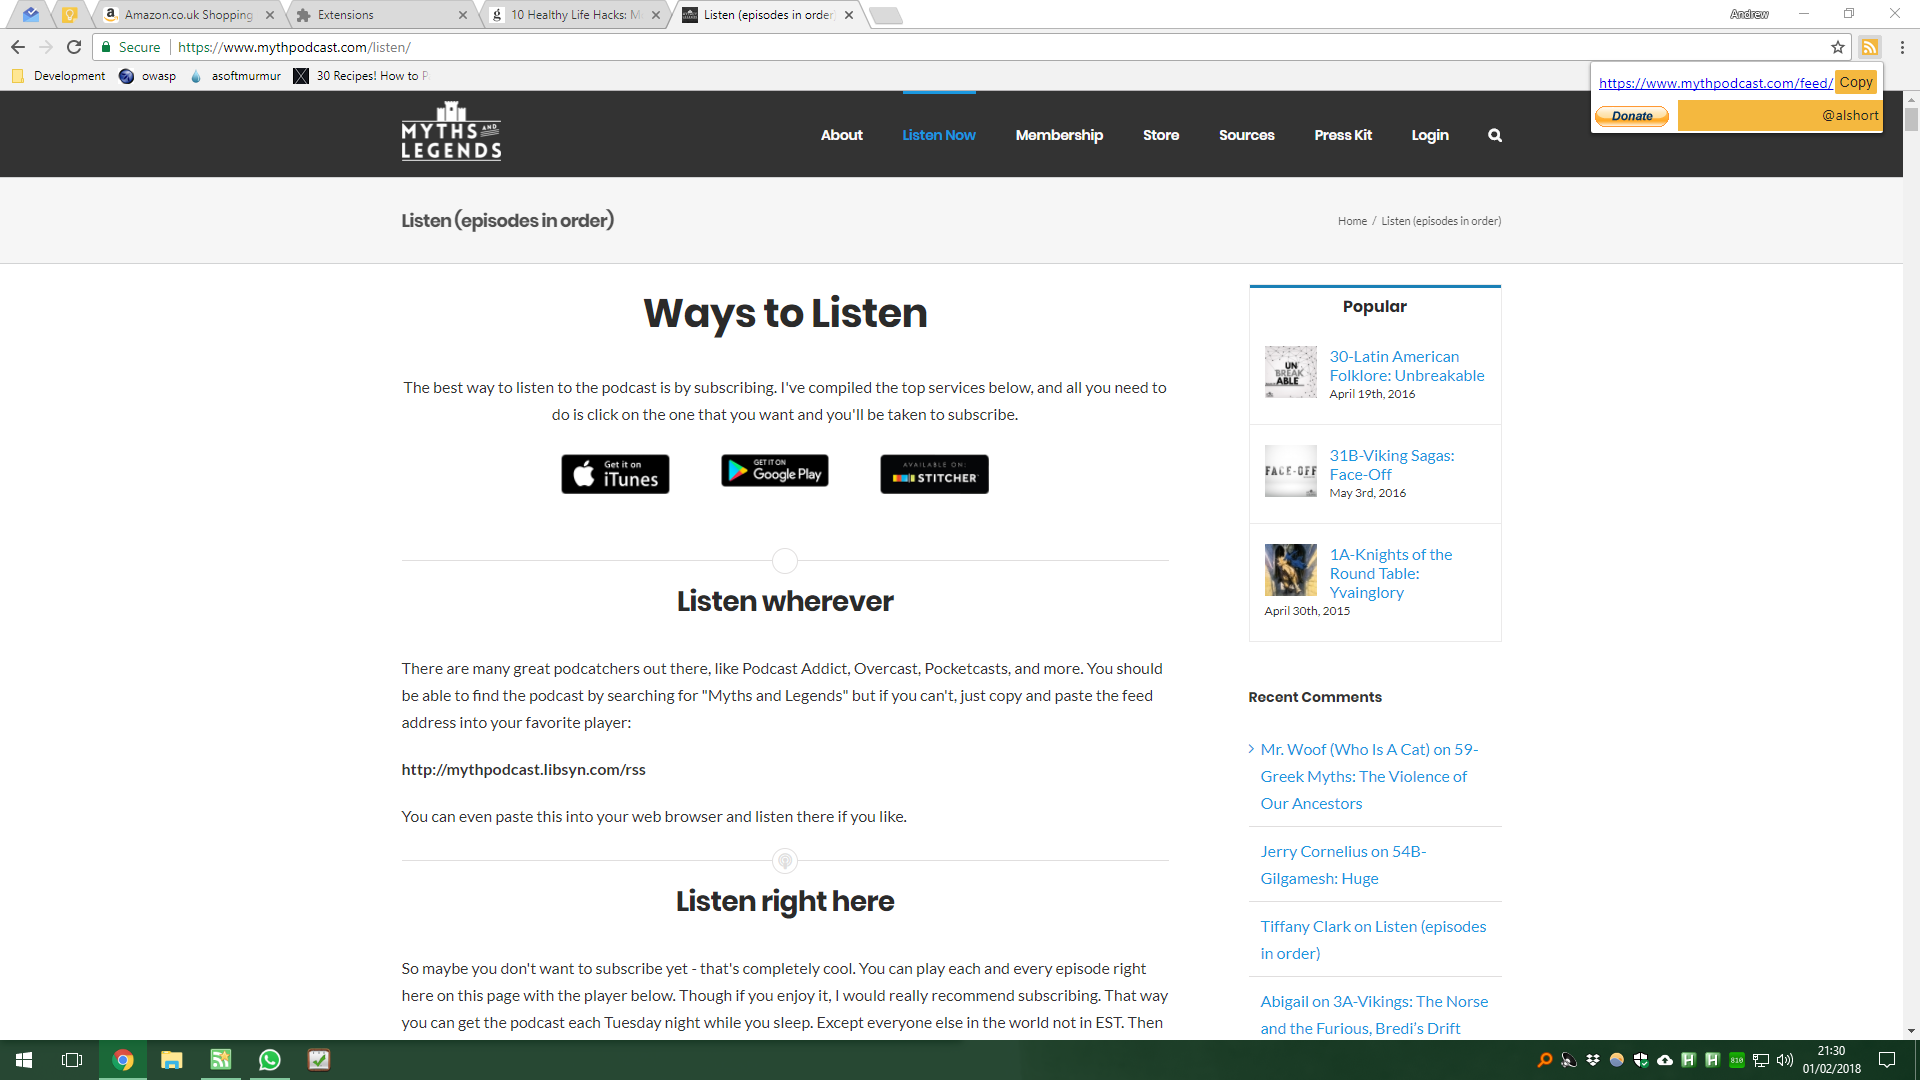 Amazon.co.uk Shopping
Extensions
10 Healthy Life Hacks: M
Listen (episodes in order)
Andrew
Secure
https://www.mythpodcast.com/listen/
Development
owasp
asoftmurmur
30 Recipes! How to P
https://www.mythpodcast.com/feed/
Copy
Donate
@alshort
MYTHS AND
LEGENDS
About
Listen Now
Membership
Store
Sources
Press Kit
Login
Listen (episodes in order)
Home / Listen (episodes in order)
Ways to Listen
The best way to listen to the podcast is by subscribing. I've compiled the top services below, and all you need to
do is click on the one that you want and you'll be taken to subscribe.
Get it on
iTunes
GET IT ON
Google Play
AVAILABLE ON:
STITCHER
Listen wherever
There are many great podcatchers out there, like Podcast Addict, Overcast, Pocketcasts, and more. You should
be able to find the podcast by searching for "Myths and Legends" but if you can't, just copy and paste the feed
address into your favorite player:
http://mythpodcast.libsyn.com/rss
You can even paste this into your web browser and listen there if you like.
Listen right here
So maybe you don't want to subscribe yet - that's completely cool. You can play each and every episode right
here on this page with the player below. Though if you enjoy it, I would really recommend subscribing. That way
you can get the podcast each Tuesday night while you sleep. Except everyone else in the world not in EST. Then
Popular
UN
BREAK
ABLE
30-Latin American
Folklore: Unbreakable
April 19th, 2016
FACE-OFF
31B-Viking Sagas:
Face-Off
May 3rd, 2016
1A-Knights of the
Round Table:
Yvainglory
April 30th, 2015
Recent Comments
Mr. Woof (Who Is A Cat) on 59-
Greek Myths: The Violence of
Our Ancestors
Jerry Cornelius on 54B-
Gilgamesh: Huge
Tiffany Clark on Listen (episodes
in order)
Abigail on 3A-Vikings: The Norse
and the Furious, Bredi's Drift
21:30
01/02/2018